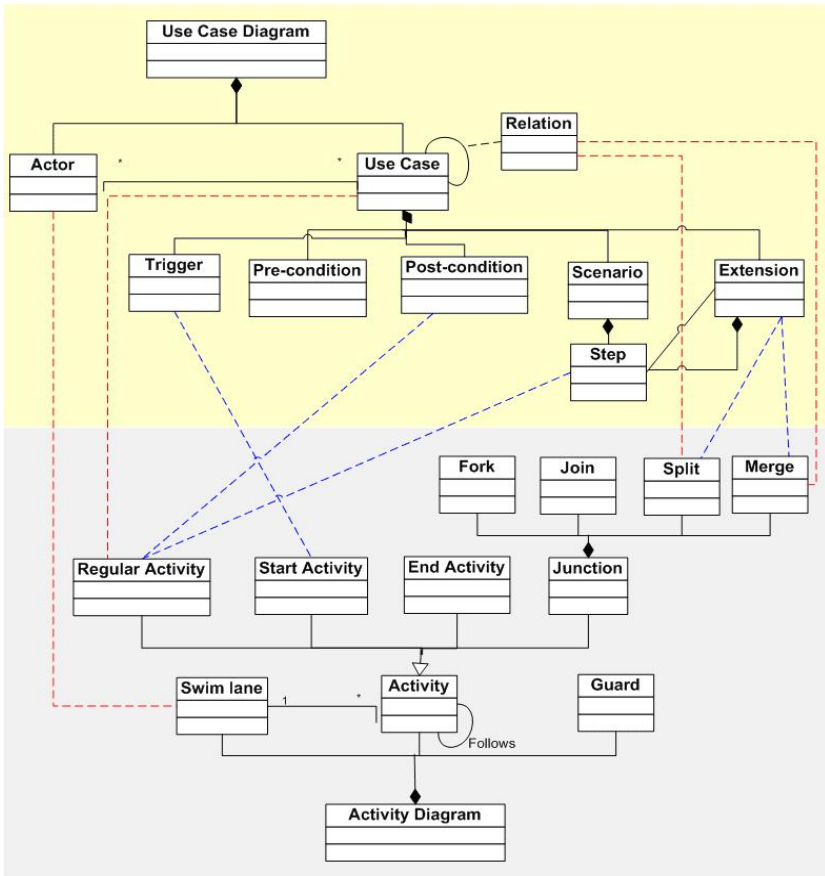 Use Case Diagram
Relation
Actor
*
*
Use Case
Trigger
Pre-condition
Post-condition
Scenario
Extension
Step
Fork
Join
Split
Merge
Regular Activity
Start Activity
End Activity
Junction
Swim lane
1
*
Activity
Guard
Follows
Activity Diagram